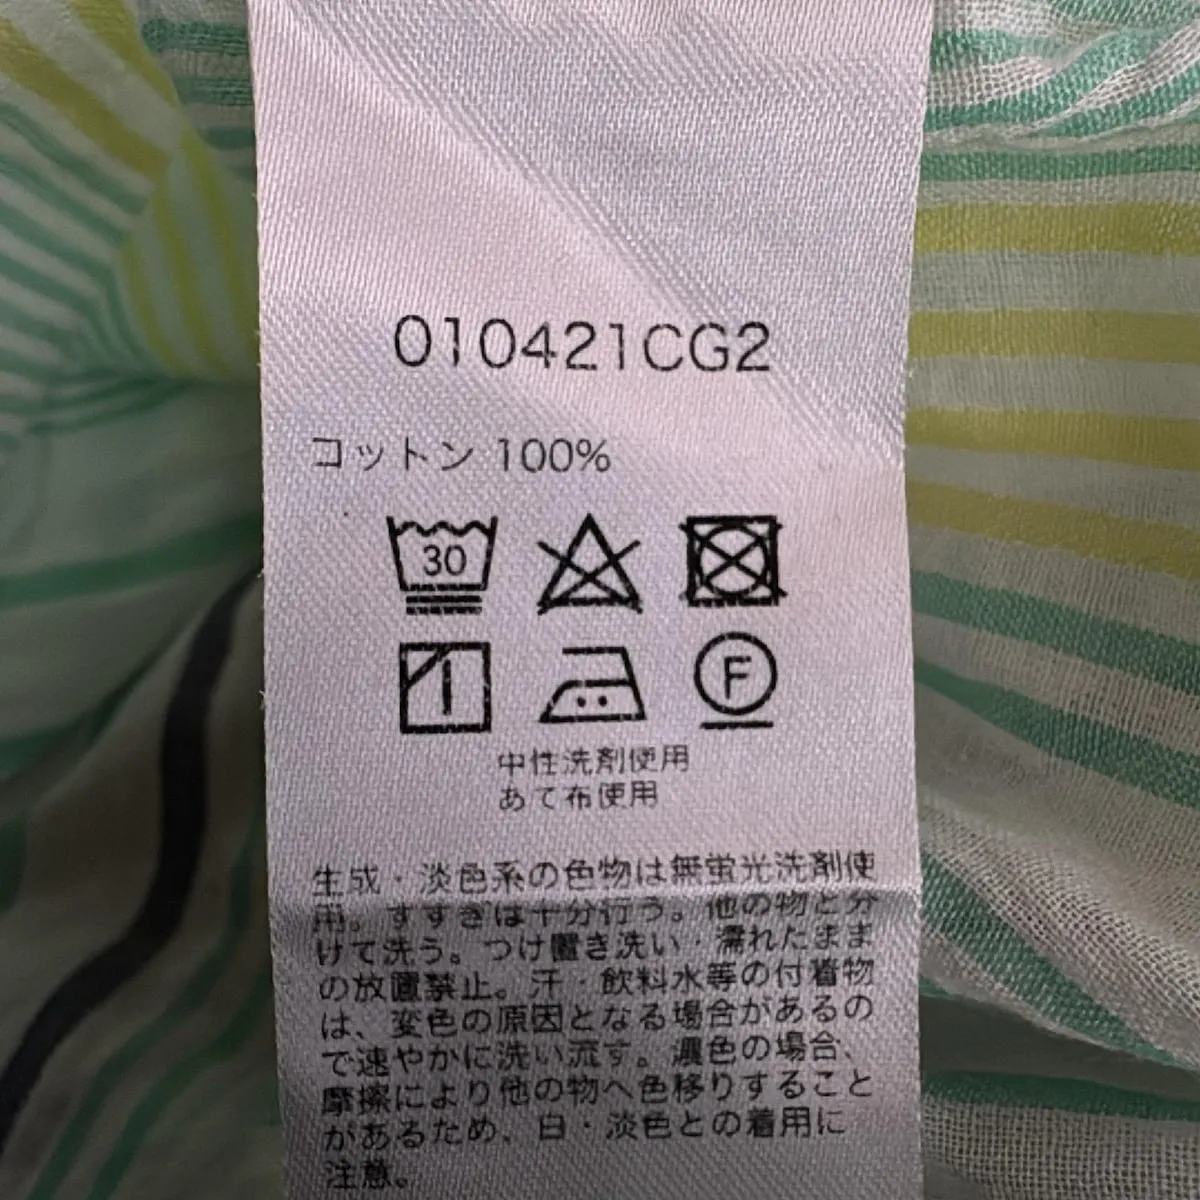 010421CG2
コットン 100%
30
F
中性洗剤使用
あて布使用
生成・淡色系の色物は無蛍光洗剤使
用。すすぎは十分行う。他の物と分
けて洗う。つけ置き洗い・濡れたまま
の放置禁止。汗・飲料水等の付着物
は、変色の原因となる場合があるの
で速やかに洗い流す。濃色の場合、
摩擦により他の物へ色移りすること
があるため、白・淡色との着用に
注意。